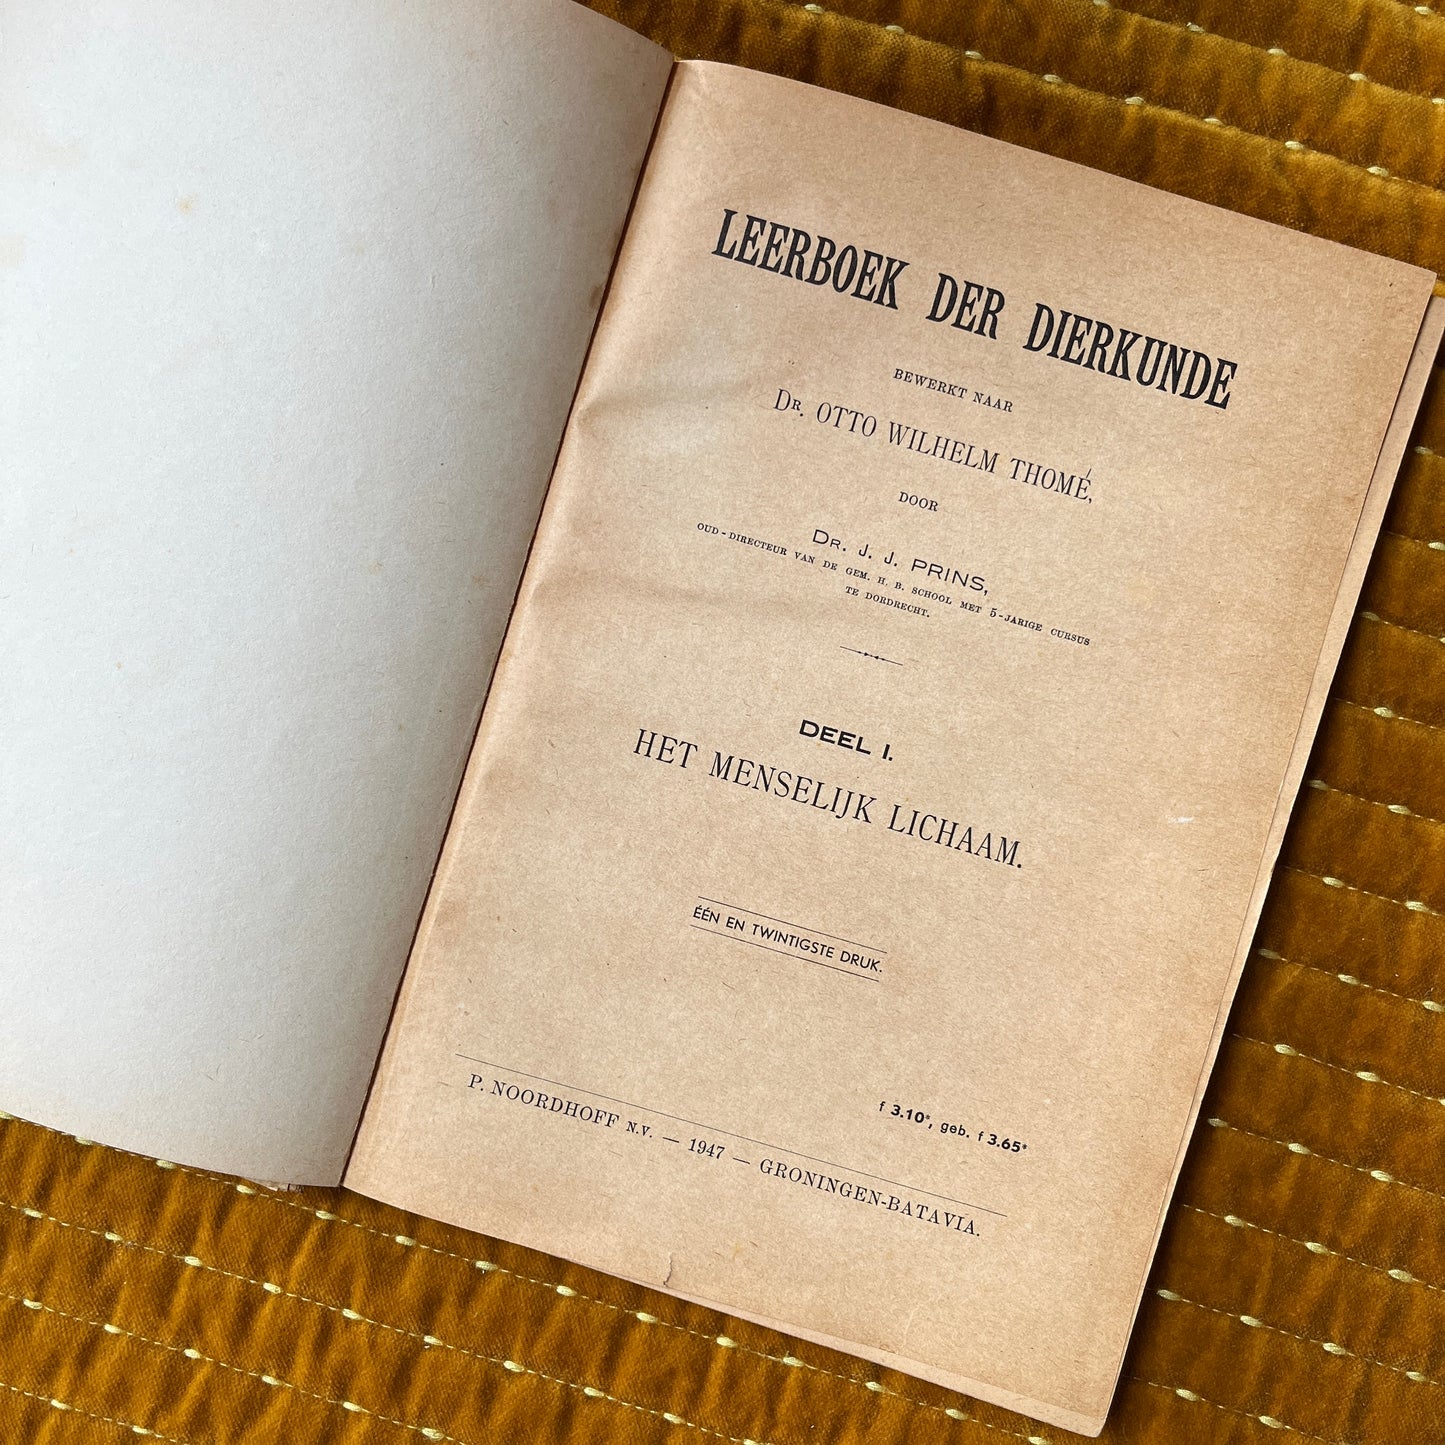 LEERBOEK DER DIERKUNDE
BEWERKT NAAR
DR. OTTO WILHELM THOMÉ,
DOOR
DR. J. J. PRINS,
OUD-DIRECTEUR VAN DE GEM. H. B. SCHOOL MET 5-JARIGE CURSUS
TE DORDRECHT.
DEEL I.
HET MENSELIJK LICHAAM.
ÉÉN EN TWINTIGSTE DRUK.
f 3.10*, geb. f 3.65*
P. NOORDHOFF N.V. — 1947 — GRONINGEN-BATAVIA.